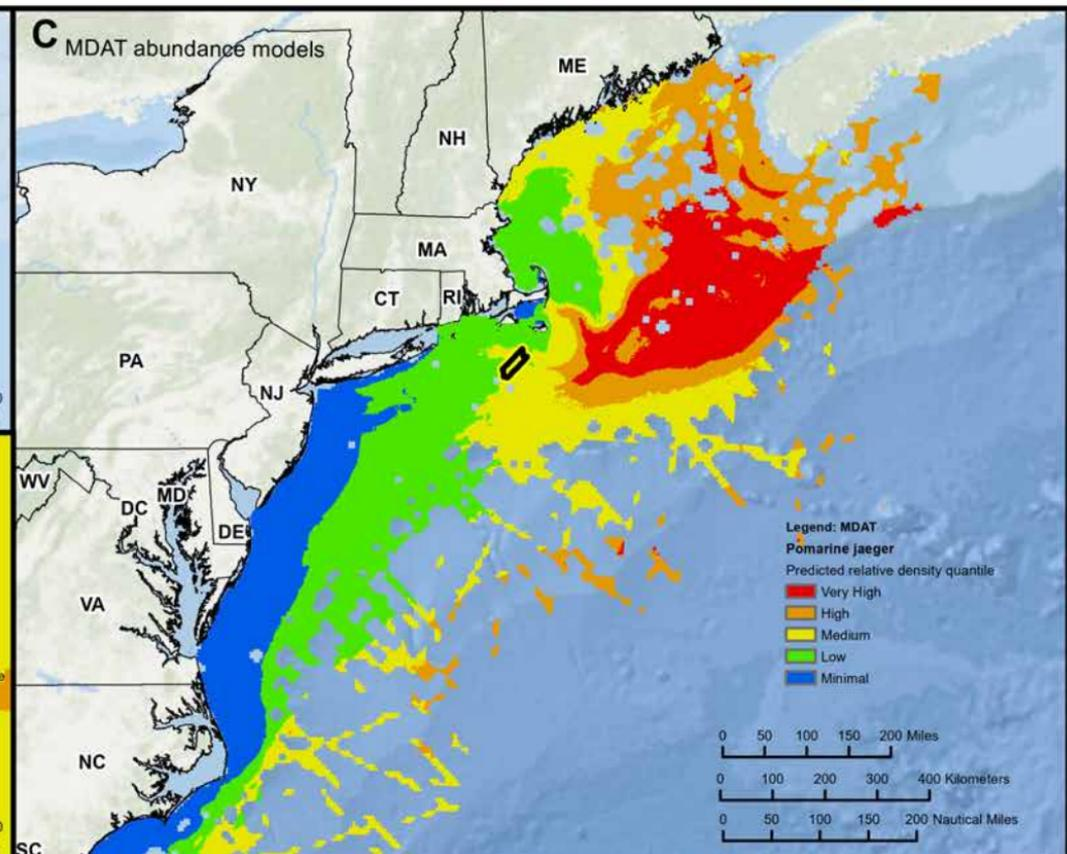 C MDAT abundance models
ME
NH
NY
MA
CT
RI
PA
NJ
WV
MD
DC
DE
VA
NC
SC
Legend: MDAT
Pomarine jaeger
Predicted relative density quantile
Very High
High
Medium
Low
Minimal
0 50 100 150 200 Miles
0 100 200 300 400 Kilometers
0 50 100 150 200 Nautical Miles